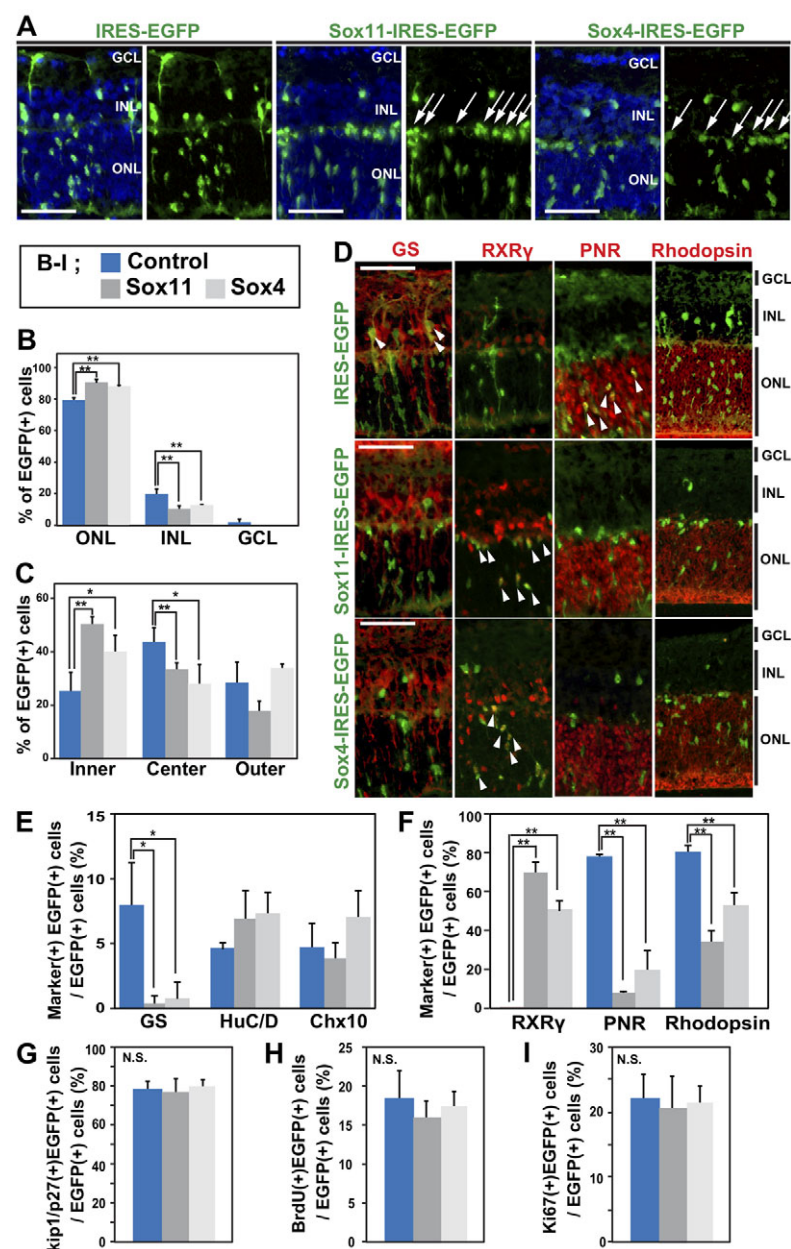 A
IRES-EGFP Sox11-IRES-EGFP Sox4-IRES-EGFP
GCL GCL GCL
INL INL INL
ONL ONL ONL
B-I ; Control
Sox11 Sox4
B
% of EGFP(+) cells
100
80
60
40
20
0
** ** ** **
ONL INL GCL
C
% of EGFP(+) cells
60
40
20
0
* ** * **
Inner Center Outer
D
GS RXRγ PNR Rhodopsin
IRES-EGFP
GCL
INL
ONL
Sox11-IRES-EGFP
GCL
INL
ONL
Sox4-IRES-EGFP
GCL
INL
ONL
E
Marker(+) EGFP(+) cells
/ EGFP(+) cells (%)
15
10
5
0
* *
GS HuC/D Chx10
F
Marker(+) EGFP(+) cells
/ EGFP(+) cells (%)
100
80
60
40
20
0
** ** ** ** ** **
RXRγ PNR Rhodopsin
G
kip1/p27(+)EGFP(+) cells
/ EGFP(+) cells (%)
100
80
60
40
20
0
N.S.
H
BrdU(+)EGFP(+) cells
/ EGFP(+) cells (%)
25
20
15
10
5
0
N.S.
I
Ki67(+)EGFP(+) cells
/ EGFP(+) cells (%)
30
20
10
0
N.S.